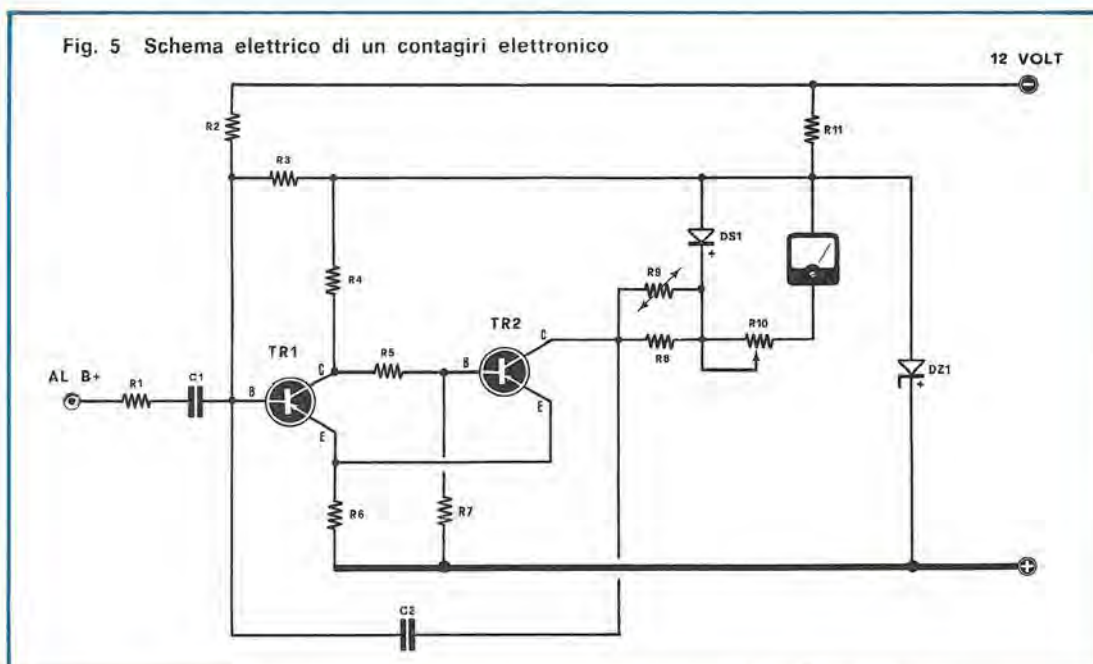 Fig. 5 Schema elettrico di un contagiri elettronico
12 VOLT
−
R2
R11
R3
DS1
+
R4
R9
R10
TR2
C
TR1
R5
R8
C
DZ1
AL B+
R1
C1
B
B
+
E
E
R6
R7
+
C2